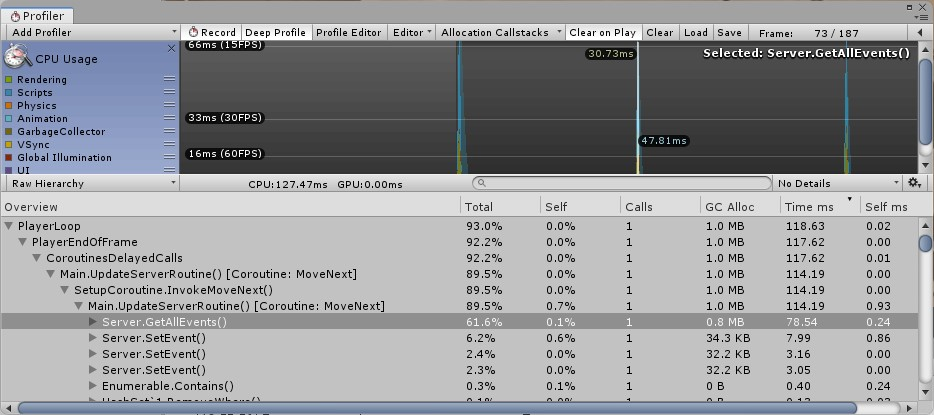 Profiler
Add Profiler Record Deep Profile Profile Editor Editor Allocation Callstacks Clear on Play Clear Load Save Frame: 73 / 187
CPU Usage
Rendering
Scripts
Physics
Animation
GarbageCollector
VSync
Global Illumination
UI
66ms (15FPS)
30.73ms
Selected: Server.GetAllEvents()
33ms (30FPS)
47.81ms
16ms (60FPS)
Raw Hierarchy CPU:127.47ms GPU:0.00ms No Details
Overview Total Self Calls GC Alloc Time ms Self ms
PlayerLoop 93.0% 0.0% 1 1.0 MB 118.63 0.02
PlayerEndOfFrame 92.2% 0.0% 1 1.0 MB 117.62 0.00
CoroutinesDelayedCalls 92.2% 0.0% 1 1.0 MB 117.62 0.01
Main.UpdateServerRoutine() [Coroutine: MoveNext] 89.5% 0.0% 1 1.0 MB 114.19 0.00
SetupCoroutine.InvokeMoveNext() 89.5% 0.0% 1 1.0 MB 114.19 0.00
Main.UpdateServerRoutine() [Coroutine: MoveNext] 89.5% 0.7% 1 1.0 MB 114.19 0.93
Server.GetAllEvents() 61.6% 0.1% 1 0.8 MB 78.54 0.24
Server.SetEvent() 6.2% 0.6% 1 34.3 KB 7.99 0.86
Server.SetEvent() 2.4% 0.0% 1 32.2 KB 3.16 0.00
Server.SetEvent() 2.3% 0.0% 1 32.2 KB 3.05 0.00
Enumerable.Contains() 0.3% 0.1% 1 0 B 0.40 0.24